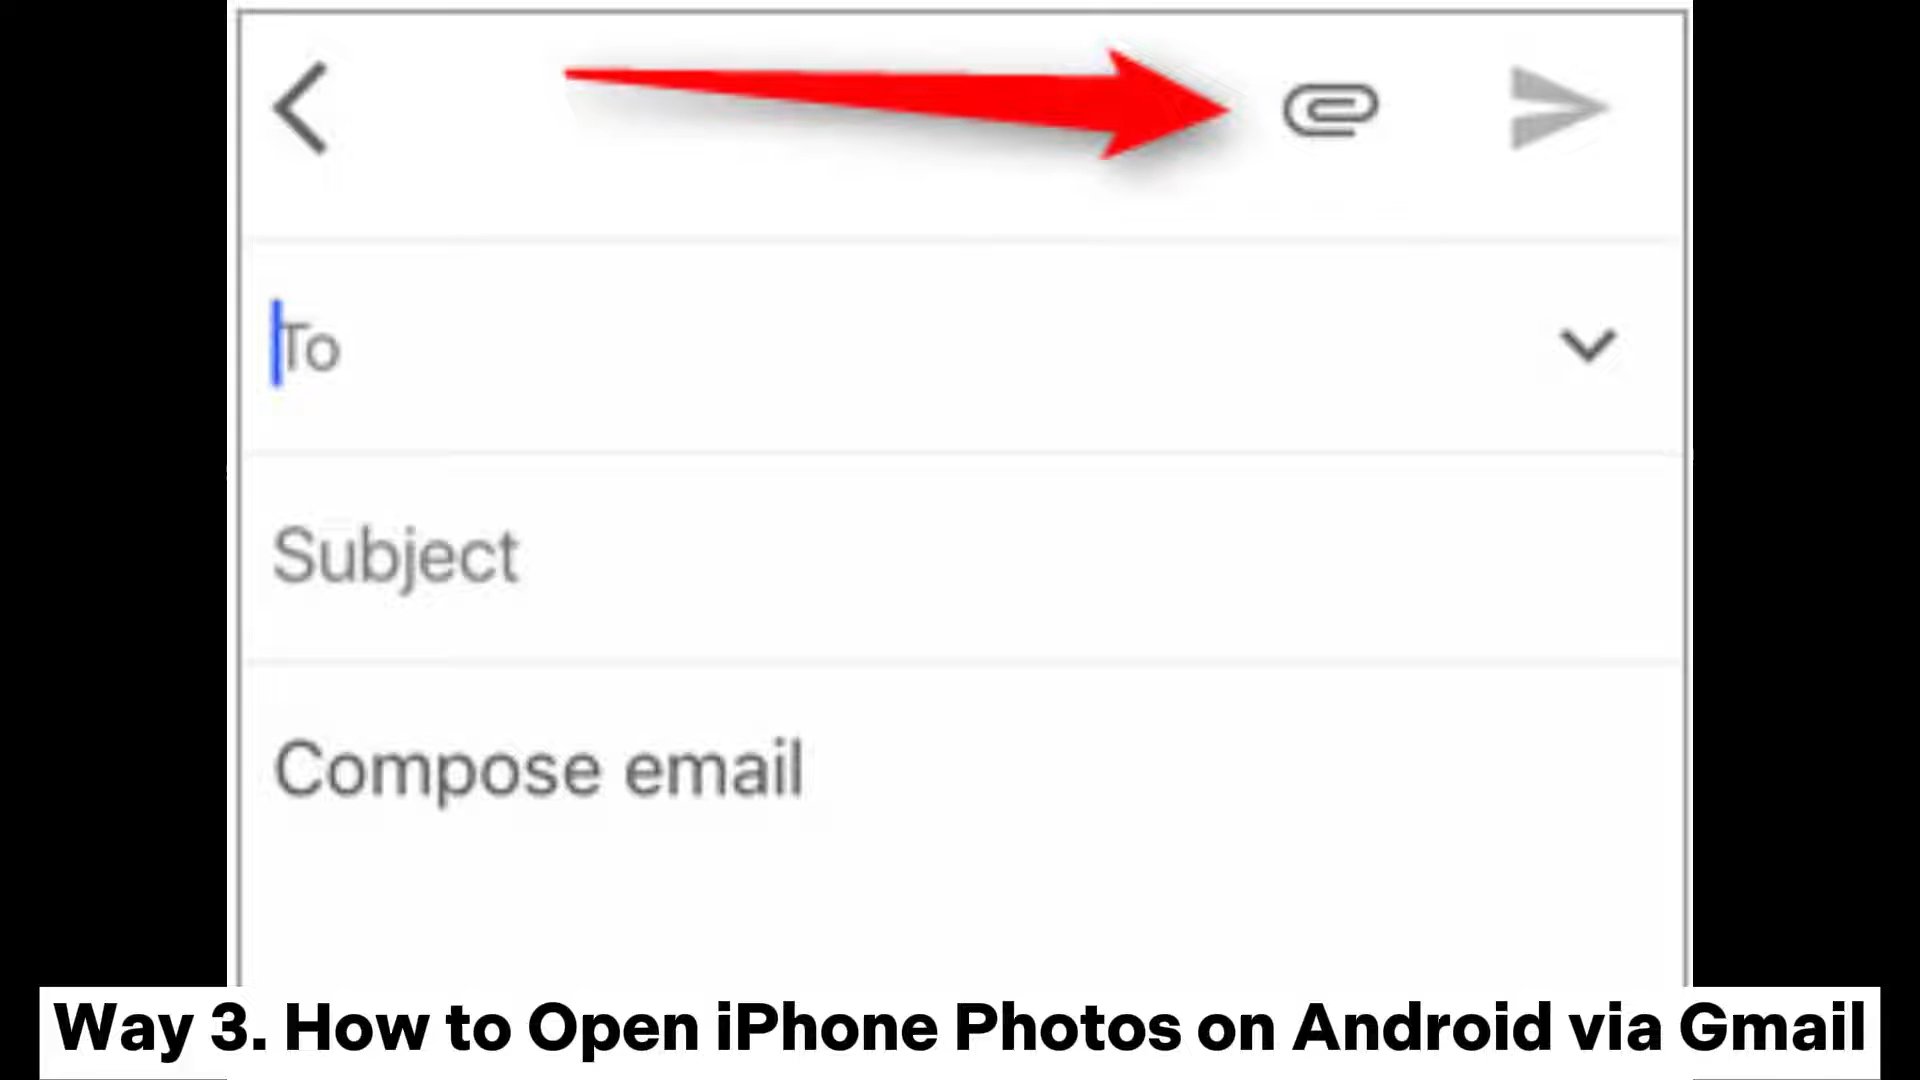 To
Subject
Compose email
Way 3. How to Open iPhone Photos on Android via Gmail